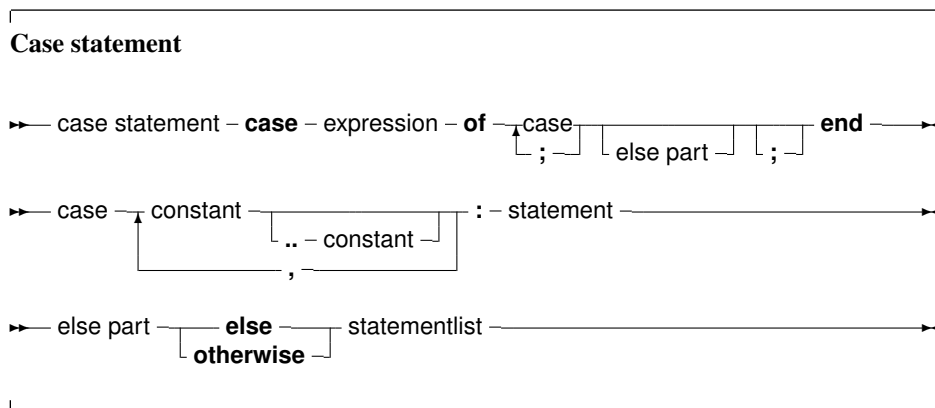 Case statement
case statement case expression of case end
; else part ;
case constant : statement
.. constant
,
else part else statementlist
otherwise